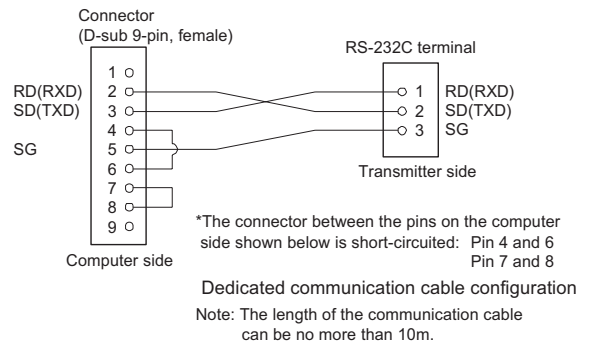 Connector
(D-sub 9-pin, female)
RS-232C terminal
1
RD(RXD) 2 1 RD(RXD)
SD(TXD) 3 2 SD(TXD)
4 3 SG
SG 5
6
7
8
9
Transmitter side
Computer side
*The connector between the pins on the computer
side shown below is short-circuited: Pin 4 and 6
Pin 7 and 8
Dedicated communication cable configuration
Note: The length of the communication cable
can be no more than 10m.